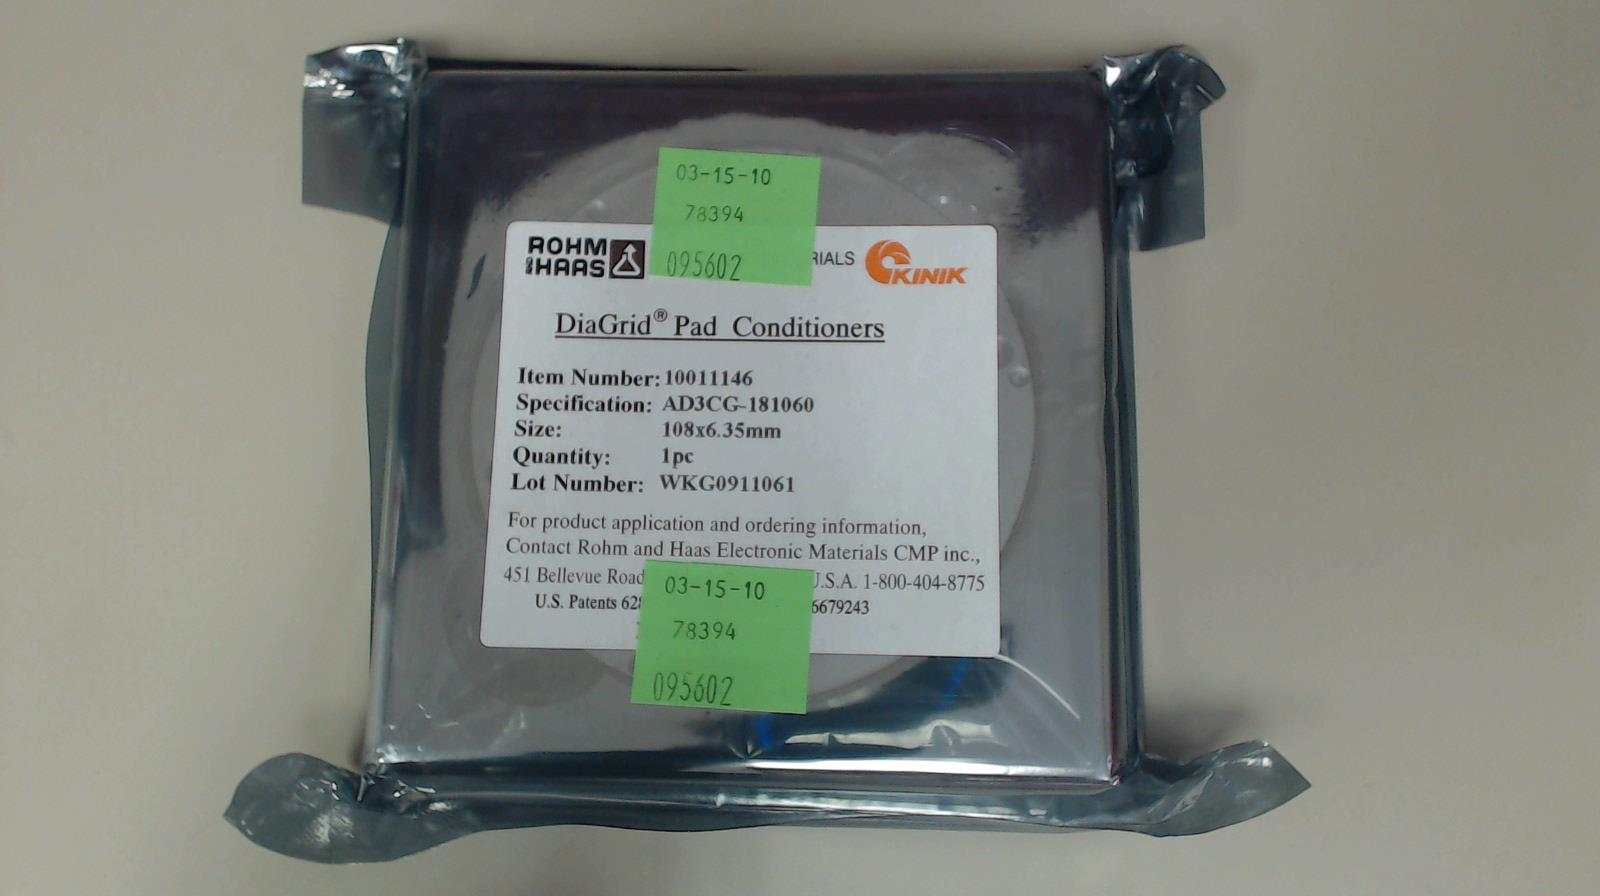 03-15-10
78394
095602
ROHM
AND HAAS
RIALS
KINIK
DiaGrid® Pad Conditioners
Item Number: 10011146
Specification: AD3CG-181060
Size: 108x6.35mm
Quantity: 1pc
Lot Number: WKG0911061
For product application and ordering information,
Contact Rohm and Haas Electronic Materials CMP inc.,
451 Bellevue Road U.S.A. 1-800-404-8775
U.S. Patents 628 6679243
03-15-10
78394
095602